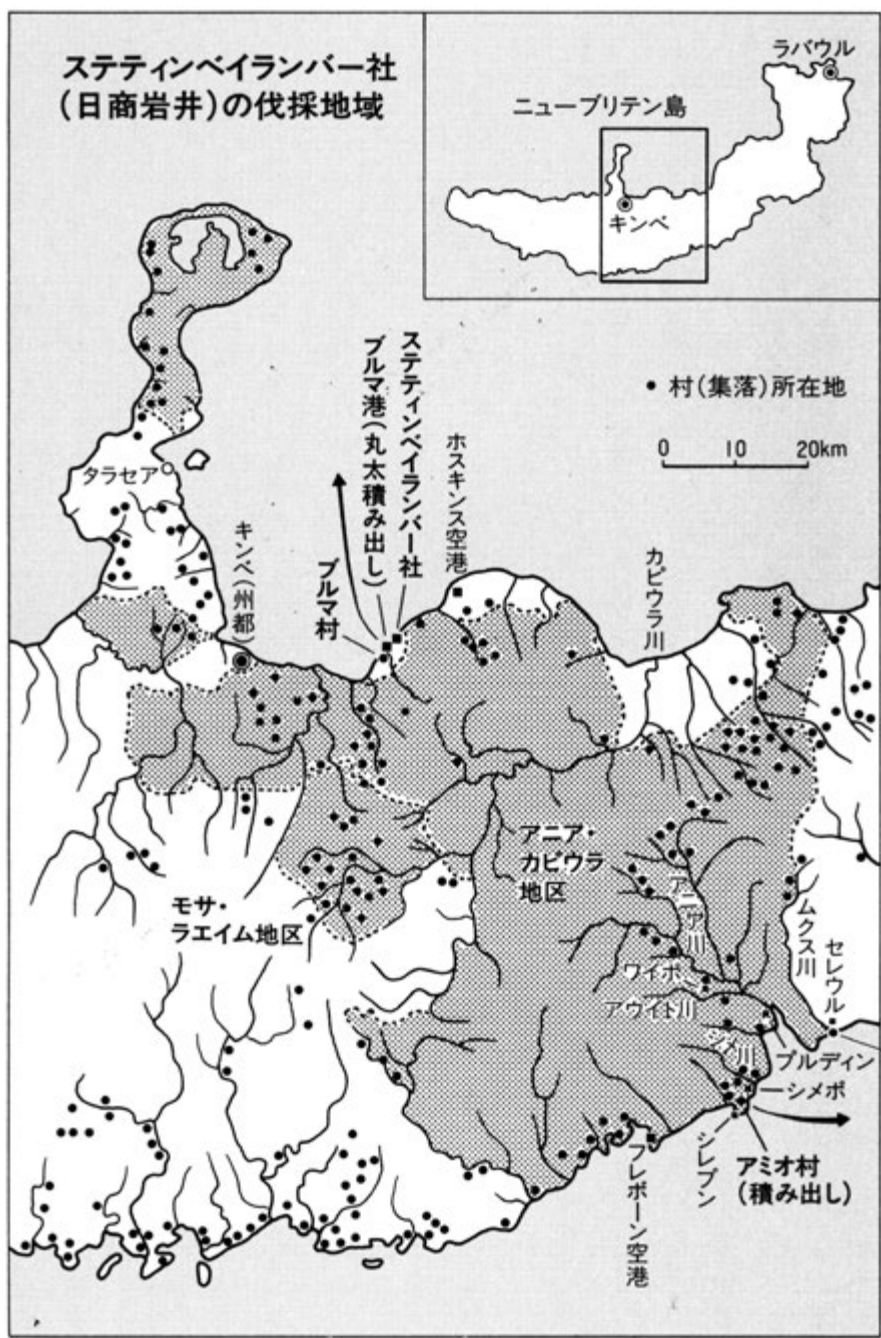 ステティンベイランバー社
(日商岩井)の伐採地域
ラバウル
ニューブリテン島
キンベ
●村(集落)所在地
0 10 20km
ステティンベイランバー社
ブルマ港(丸太積み出し)
ブルマ村
ホスキンス空港
カピウラ川
タラセア
キンベ(州都)
アニア・
カピウラ
地区
モサ・
ラエイム地区
アニア川
ムクス川
セレウル
ワイポ
アウイト川
シメ川
ブルディン
シメポ
シレブン
アミオ村
(積み出し)
フレボーン空港